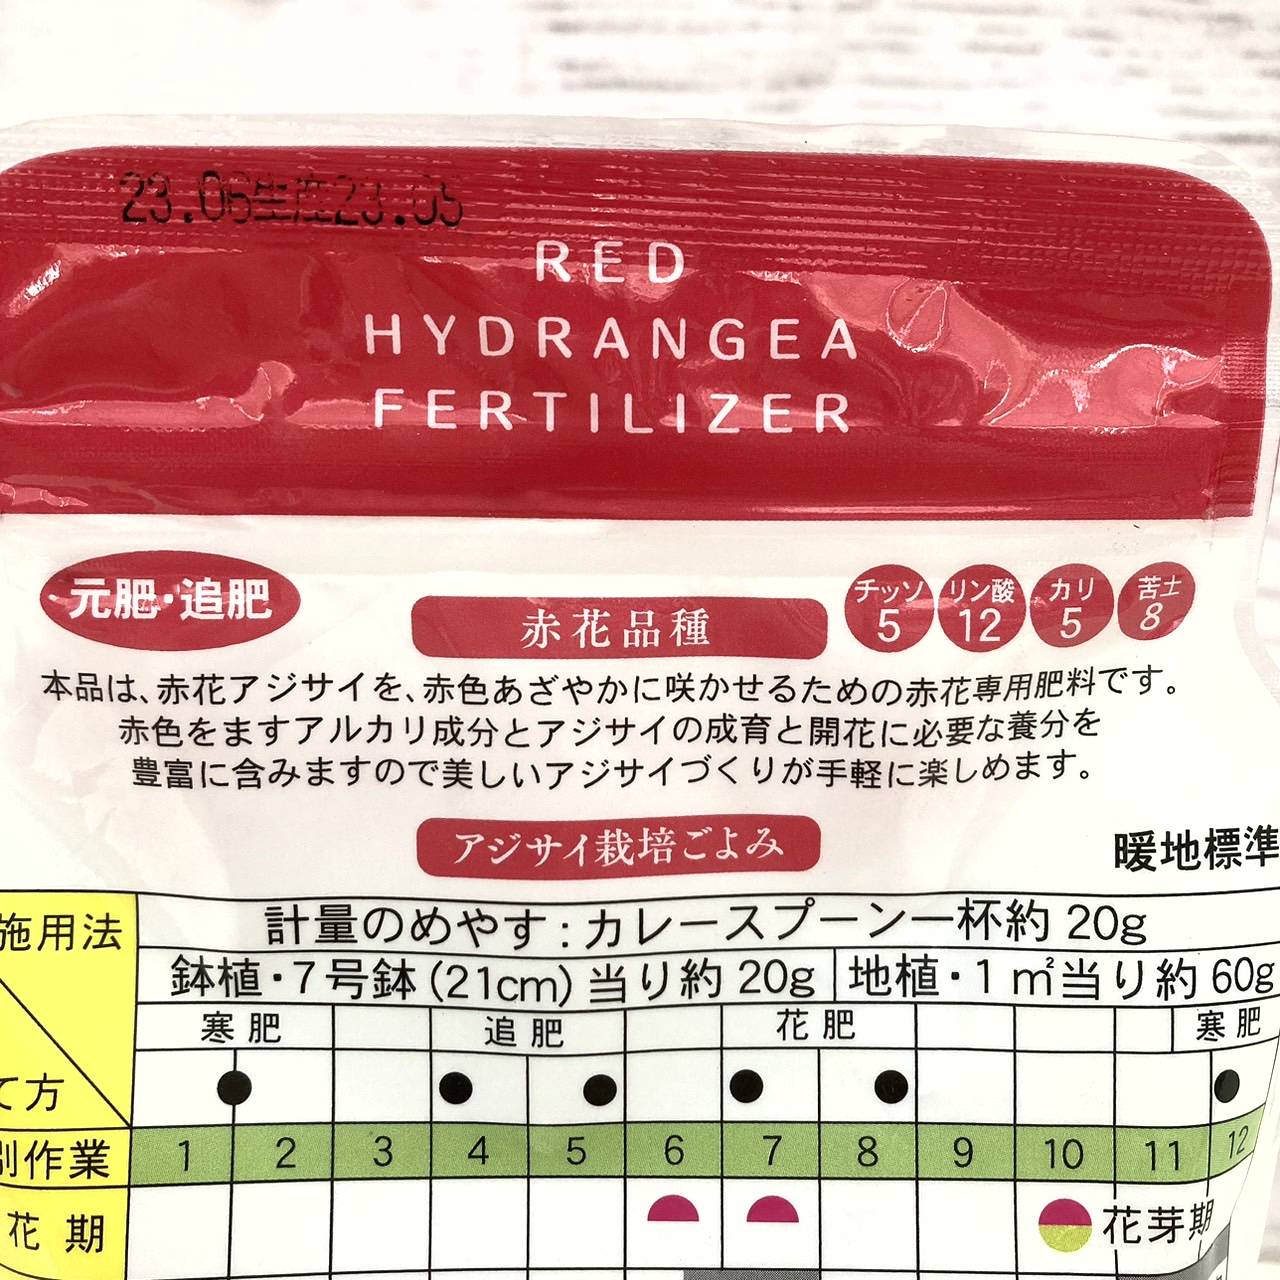 23.06生産23.05
RED
HYDRANGEA
FERTILIZER
元肥・追肥
赤花品種
チッソ 5 リン酸 12 カリ 5 苦土 8
本品は、赤花アジサイを、赤色あざやかに咲かせるための赤花専用肥料です。
赤色をますアルカリ成分とアジサイの成育と開花に必要な養分を
豊富に含みますので美しいアジサイづくりが手軽に楽しめます。
アジサイ栽培ごよみ
暖地標準
施用法 計量のめやす:カレースプーン一杯約 20g
鉢植・7号鉢(21cm)当り約 20g 地植・1㎡当り約 60g
寒肥 追肥 花肥 寒肥
て方
別作業 1 2 3 4 5 6 7 8 9 10 11 12
花期 花芽期